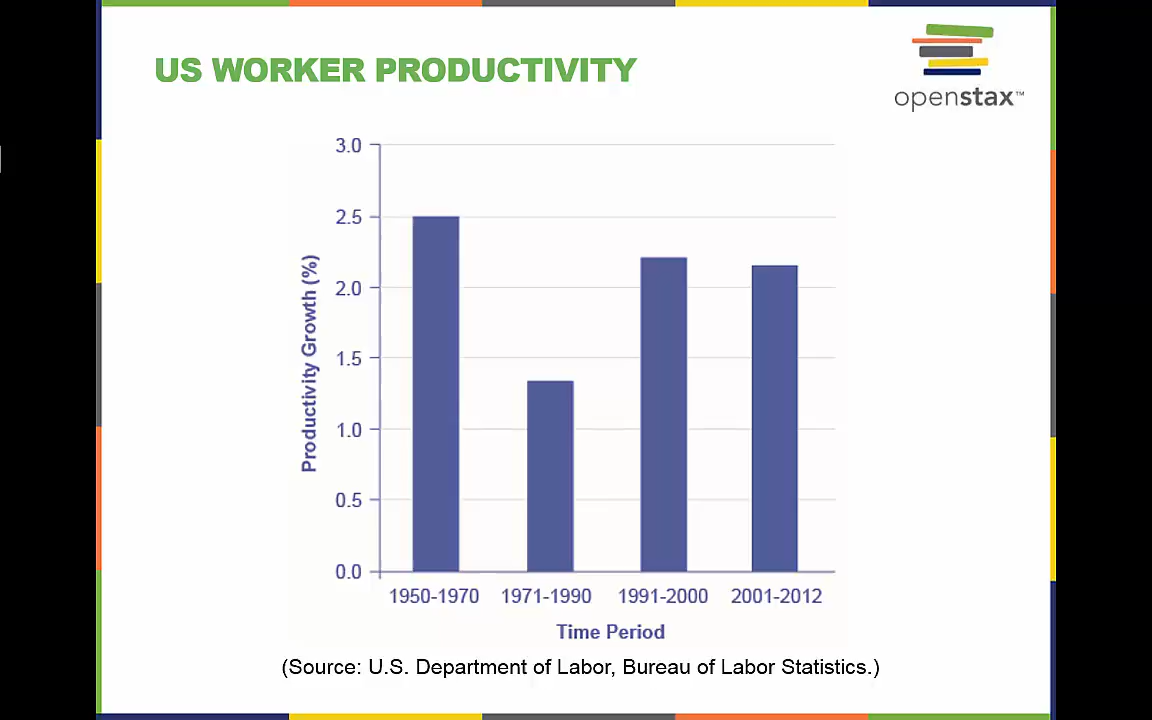 US WORKER PRODUCTIVITY
openstax™
3.0
2.5
2.0
1.5
1.0
0.5
0.0
Productivity Growth (%)
1950-1970 1971-1990 1991-2000 2001-2012
Time Period
(Source: U.S. Department of Labor, Bureau of Labor Statistics.)